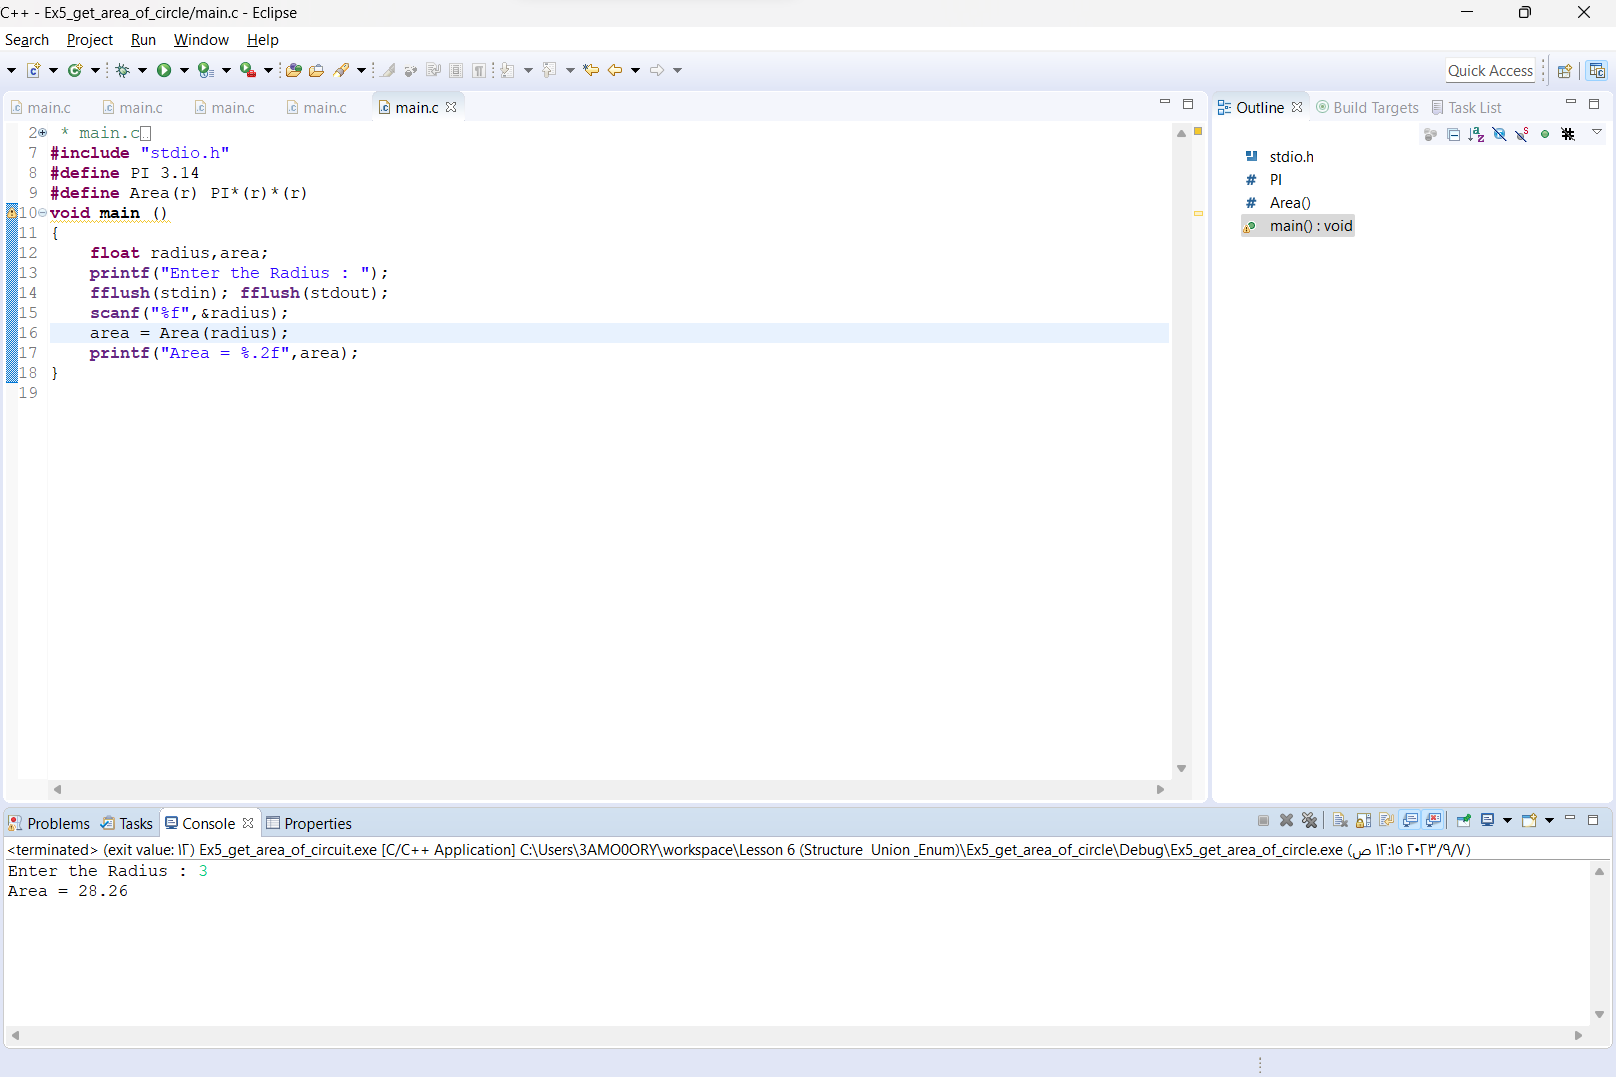 C++ - Ex5_get_area_of_circle/main.c - Eclipse
Search Project Run Window Help
Quick Access
main.c main.c main.c main.c main.c
2 * main.c
7 #include "stdio.h"
8 #define PI 3.14
9 #define Area(r) PI*(r)*(r)
10 void main ()
11 {
12 float radius,area;
13 printf("Enter the Radius : ");
14 fflush(stdin); fflush(stdout);
15 scanf("%f",&radius);
16 area = Area(radius);
17 printf("Area = %.2f",area);
18 }
19
Outline Build Targets Task List
stdio.h
PI
Area()
main() : void
Problems Tasks Console Properties
<terminated> (exit value: ١٣) Ex5_get_area_of_circuit.exe [C/C++ Application] C:\Users\3AMO0ORY\workspace\Lesson 6 (Structure_Union_Enum)\Ex5_get_area_of_circle\Debug\Ex5_get_area_of_circle.exe (٢٠٢٣/٩/٧ ١٢:١٥ ص)
Enter the Radius : 3
Area = 28.26